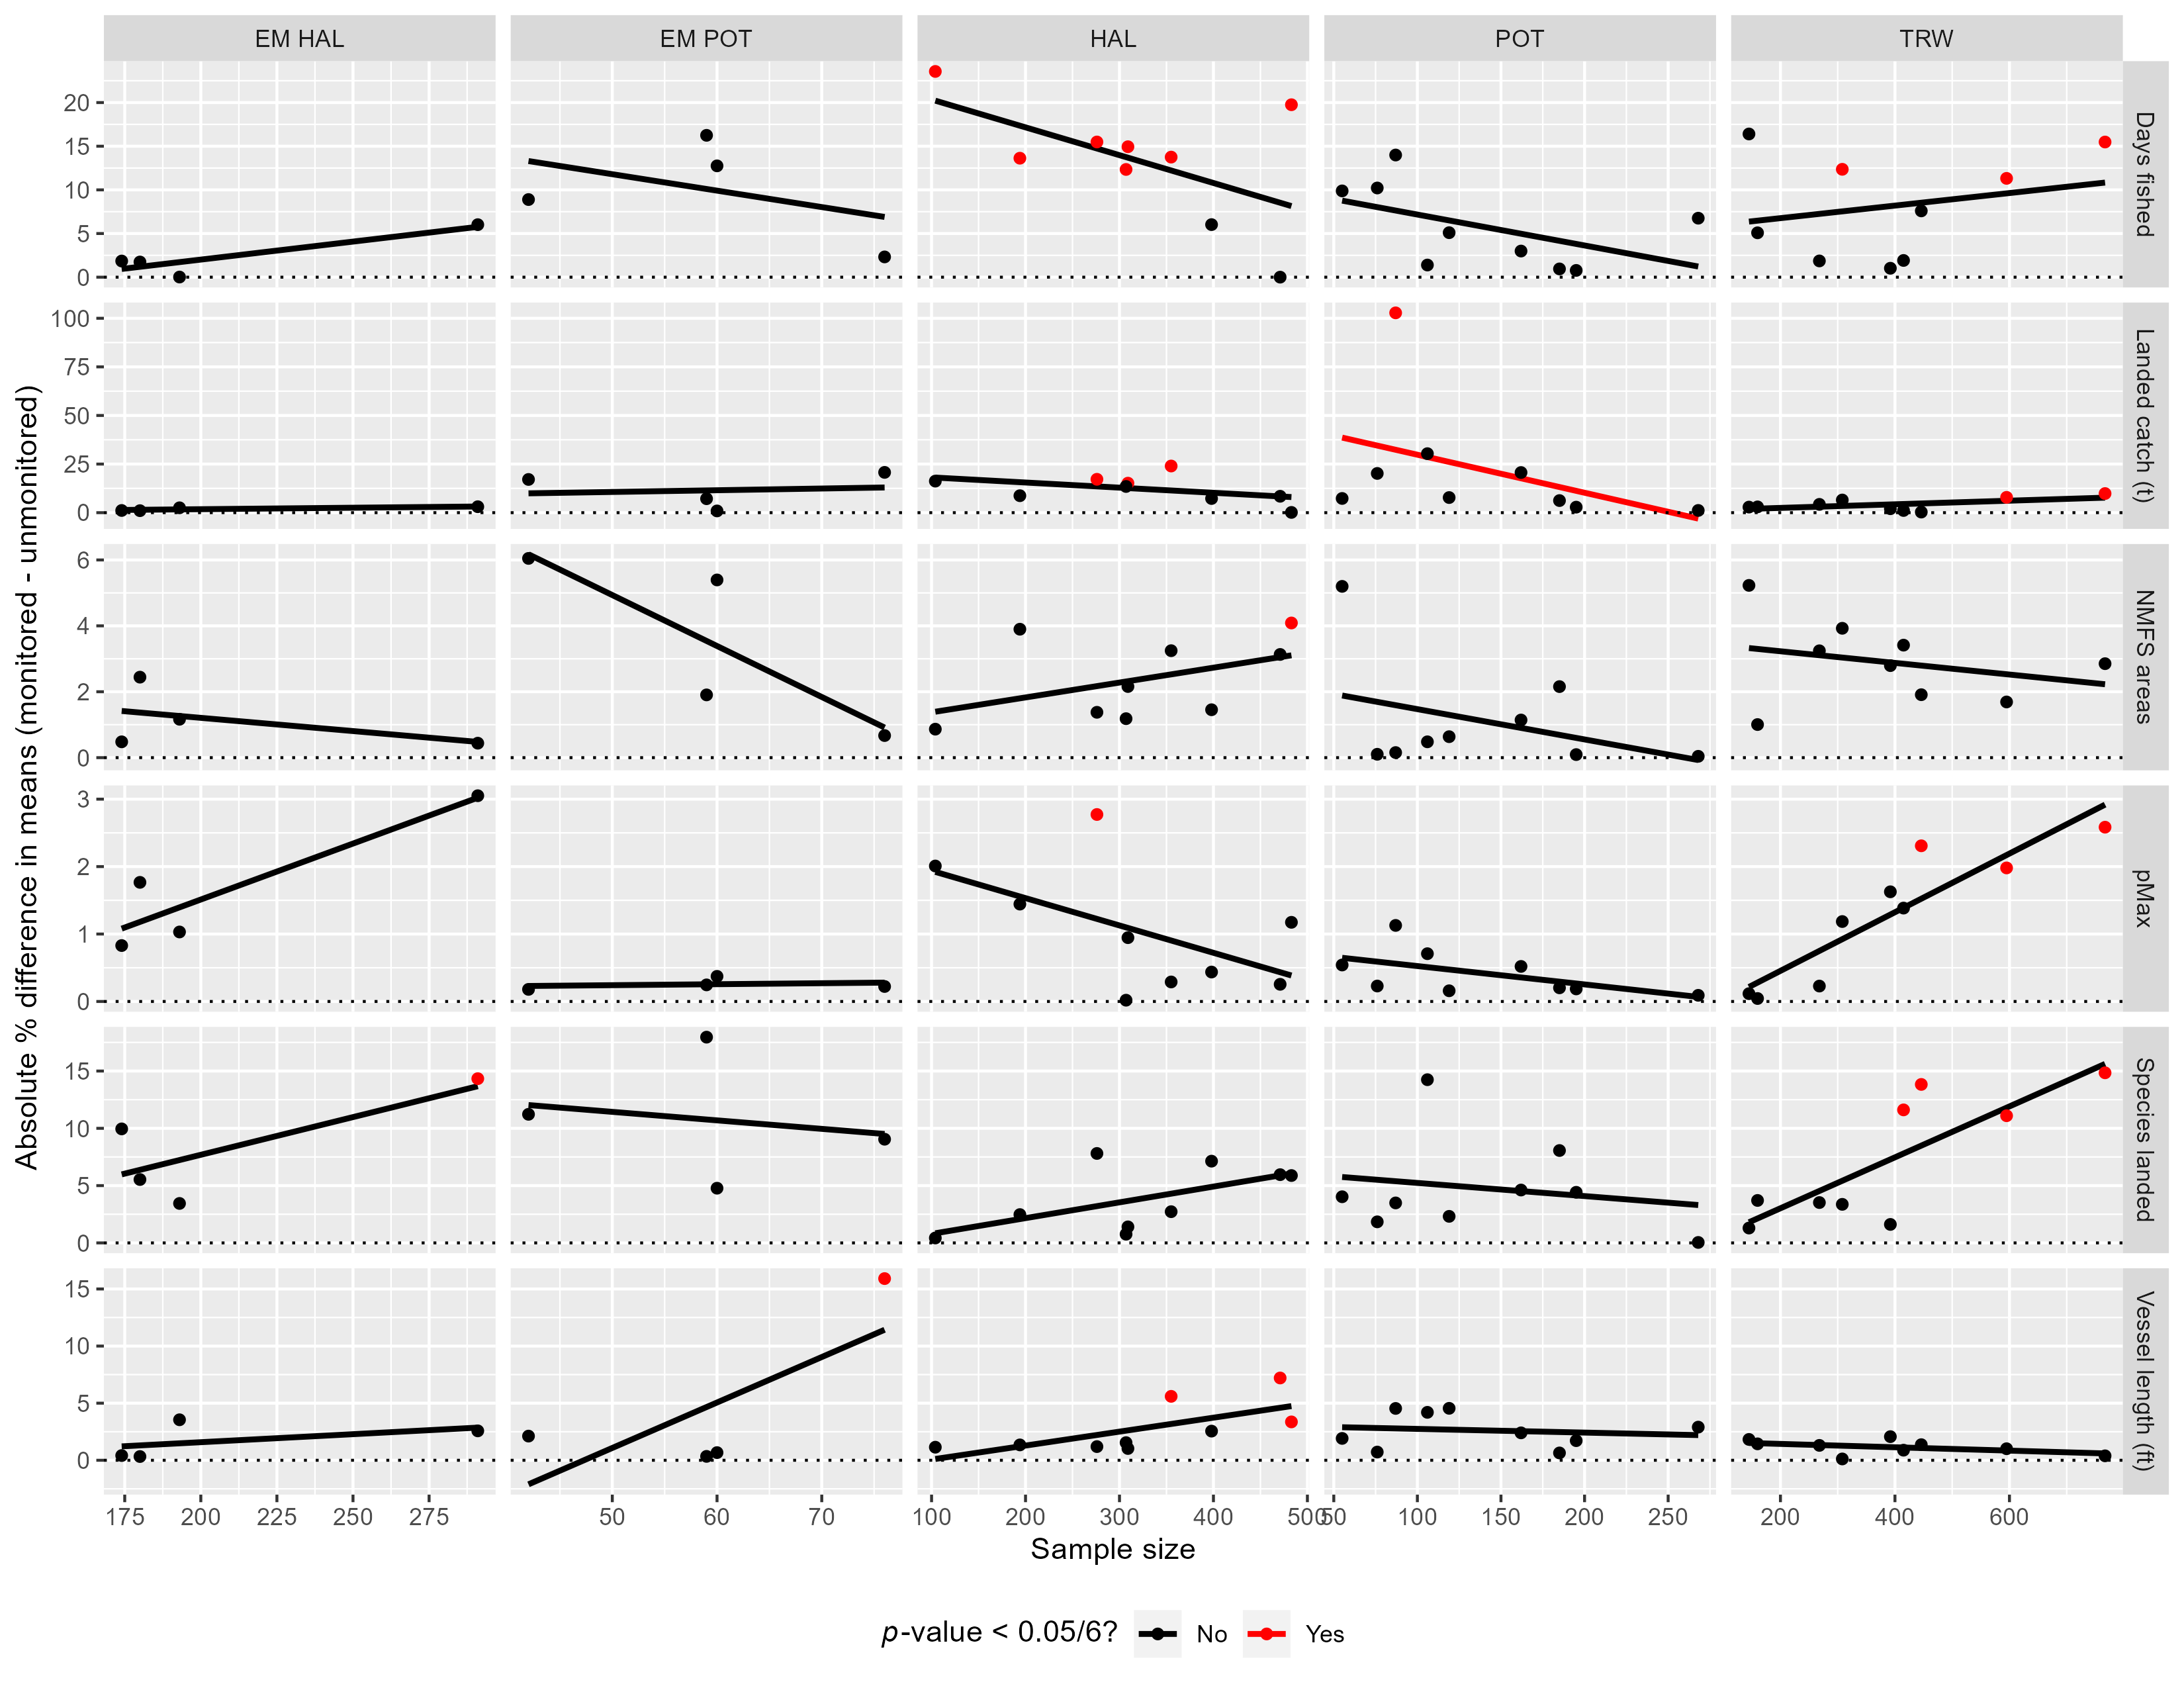 EM HAL EM POT HAL POT TRW
20
15
10
5
0
Days fished
100
75
50
25
0
Landed catch (t)
6
4
2
0
NMFS areas
3
2
1
0
pMax
15
10
5
0
Species landed
15
10
5
0
Vessel length (ft)
Absolute % difference in means (monitored - unmonitored)
175 200 225 250 275 50 60 70 100 200 300 400 500 50 100 150 200 250 200 400 600
Sample size
p-value < 0.05/6? No Yes